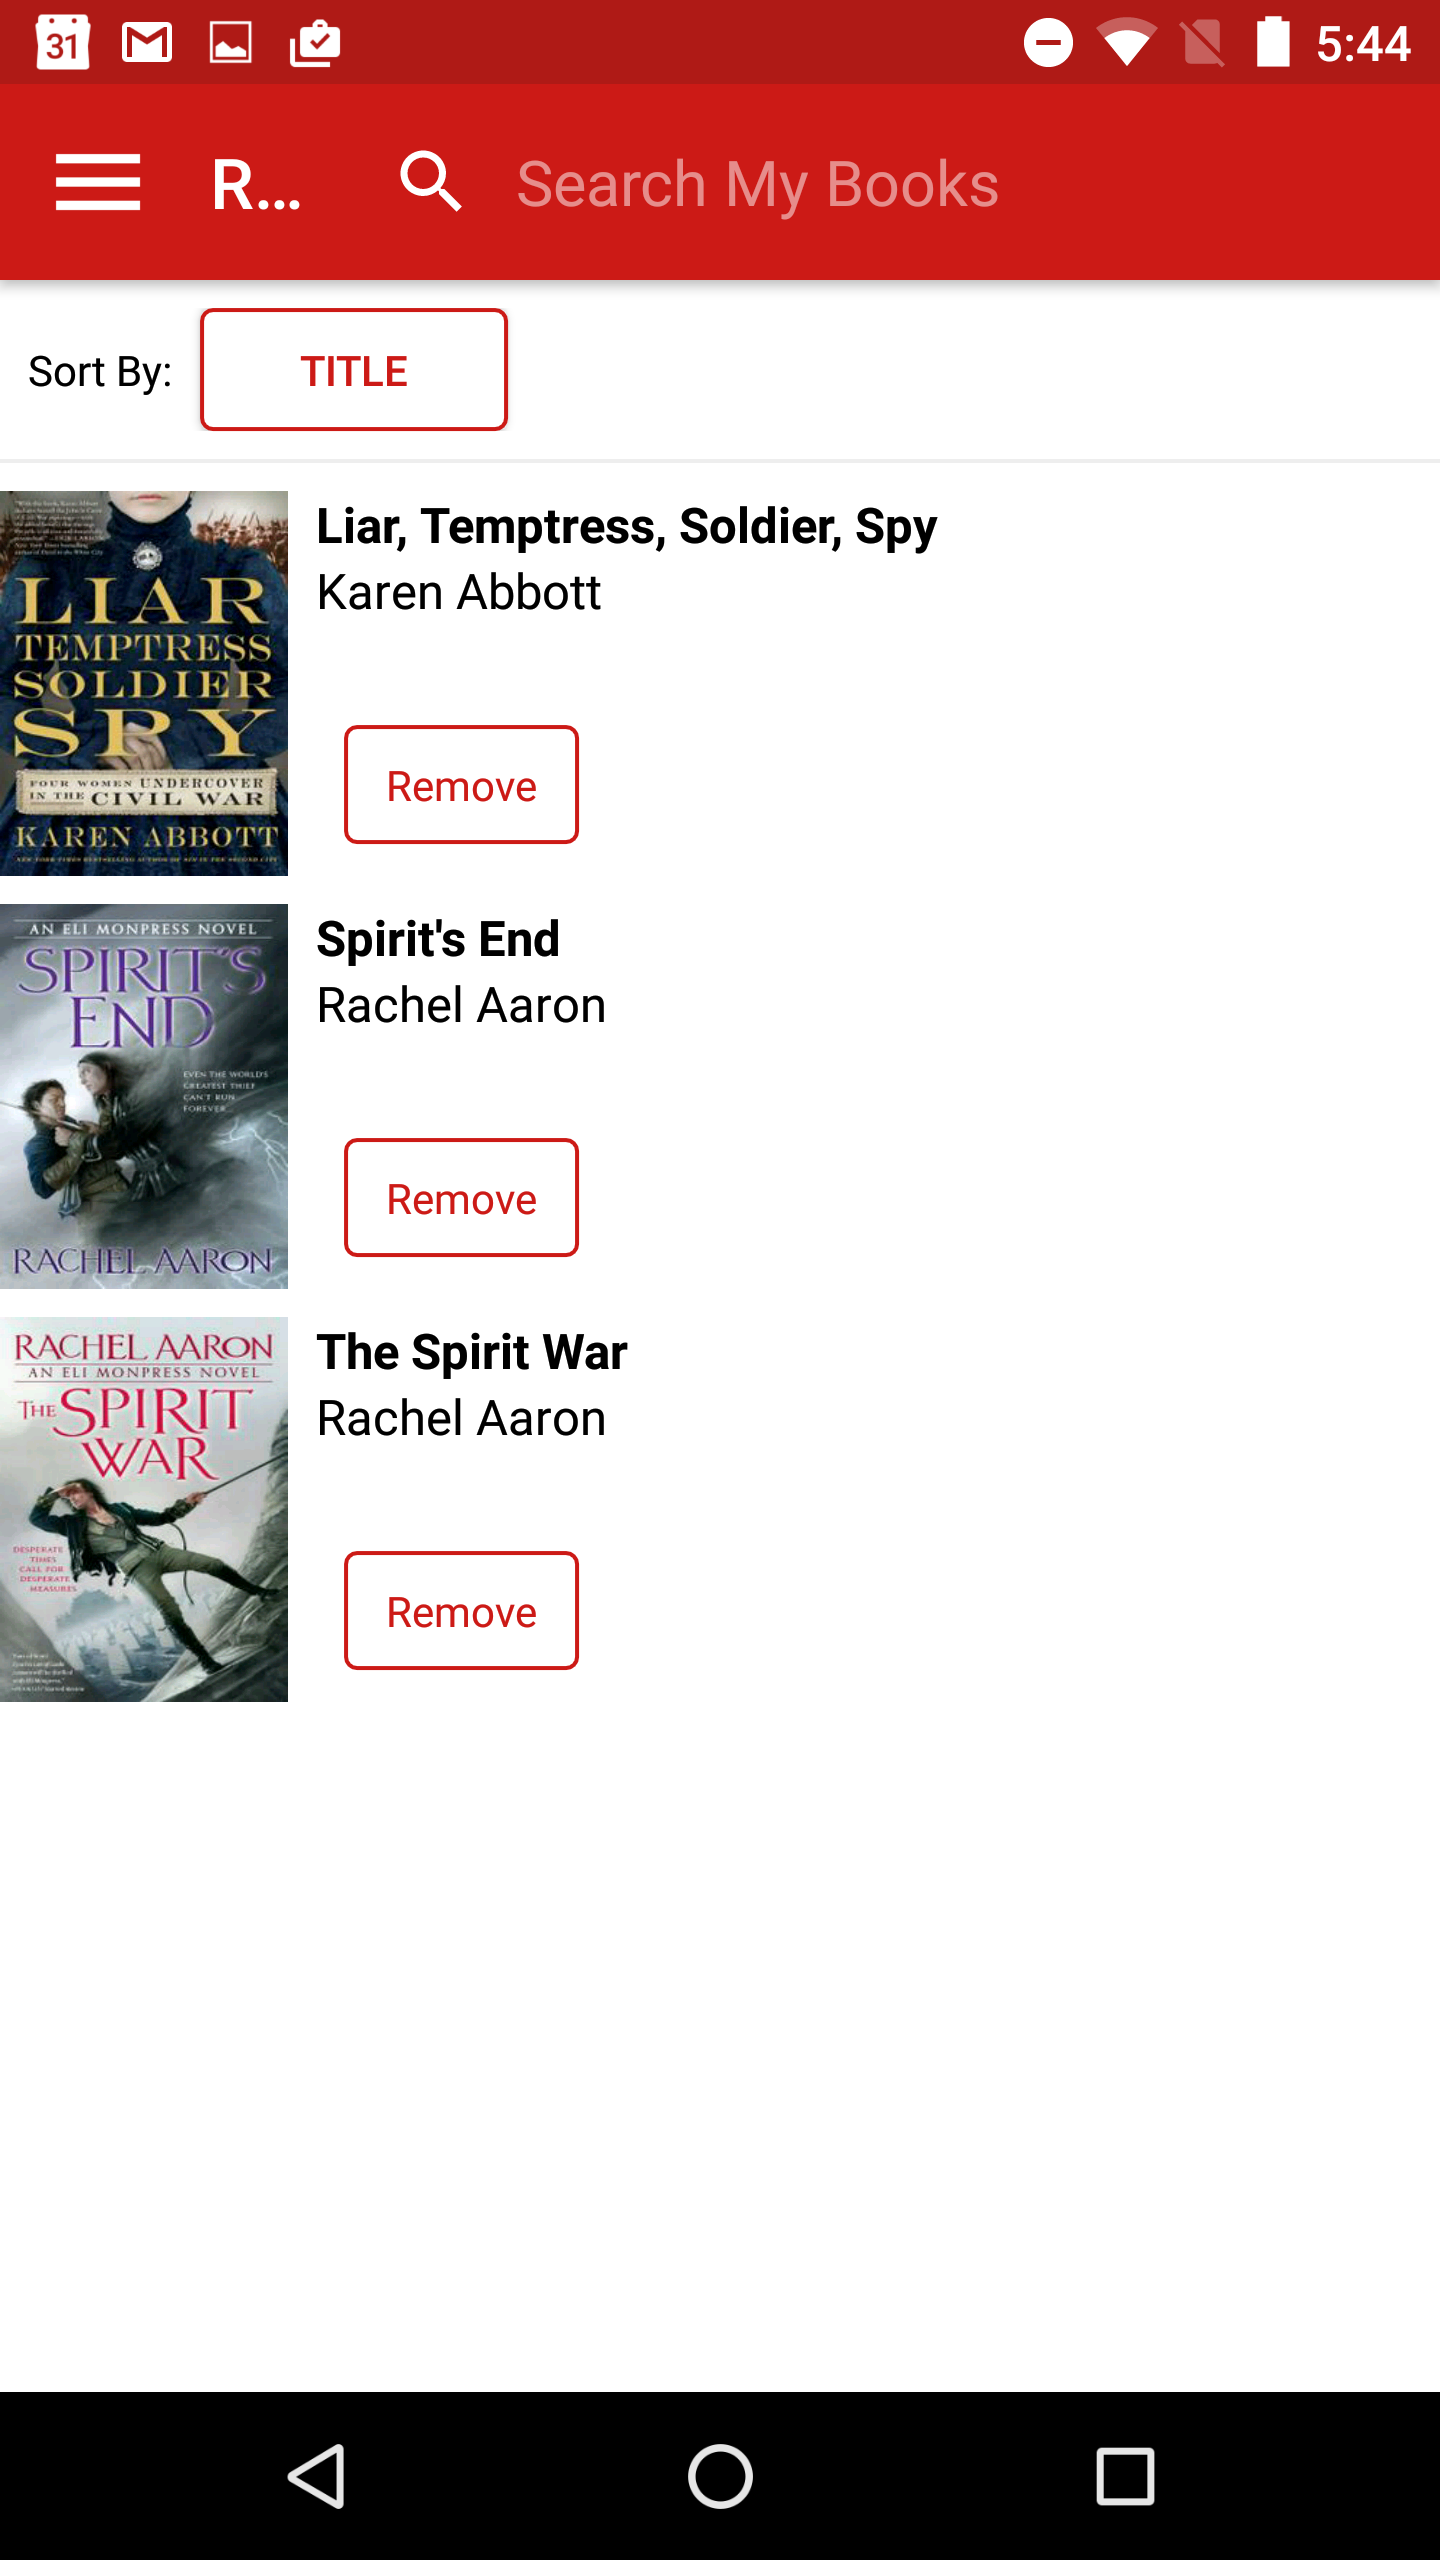 31
5:44
R...
Search My Books
Sort By:
TITLE
LIAR
TEMPTRESS
SOLDIER
SPY
FOUR WOMEN UNDERCOVER
IN THE CIVIL WAR
KAREN ABBOTT
Liar, Temptress, Soldier, Spy
Karen Abbott
Remove
AN ELI MONPRESS NOVEL
SPIRIT'S
END
EVEN THE WORLD'S
GREATEST THIEF
CAN'T RUN
FOREVER...
RACHEL AARON
Spirit's End
Rachel Aaron
Remove
RACHEL AARON
AN ELI MONPRESS NOVEL
THE SPIRIT
WAR
DESPERATE
TIMES
CALL FOR
DESPERATE
MEASURES
The Spirit War
Rachel Aaron
Remove